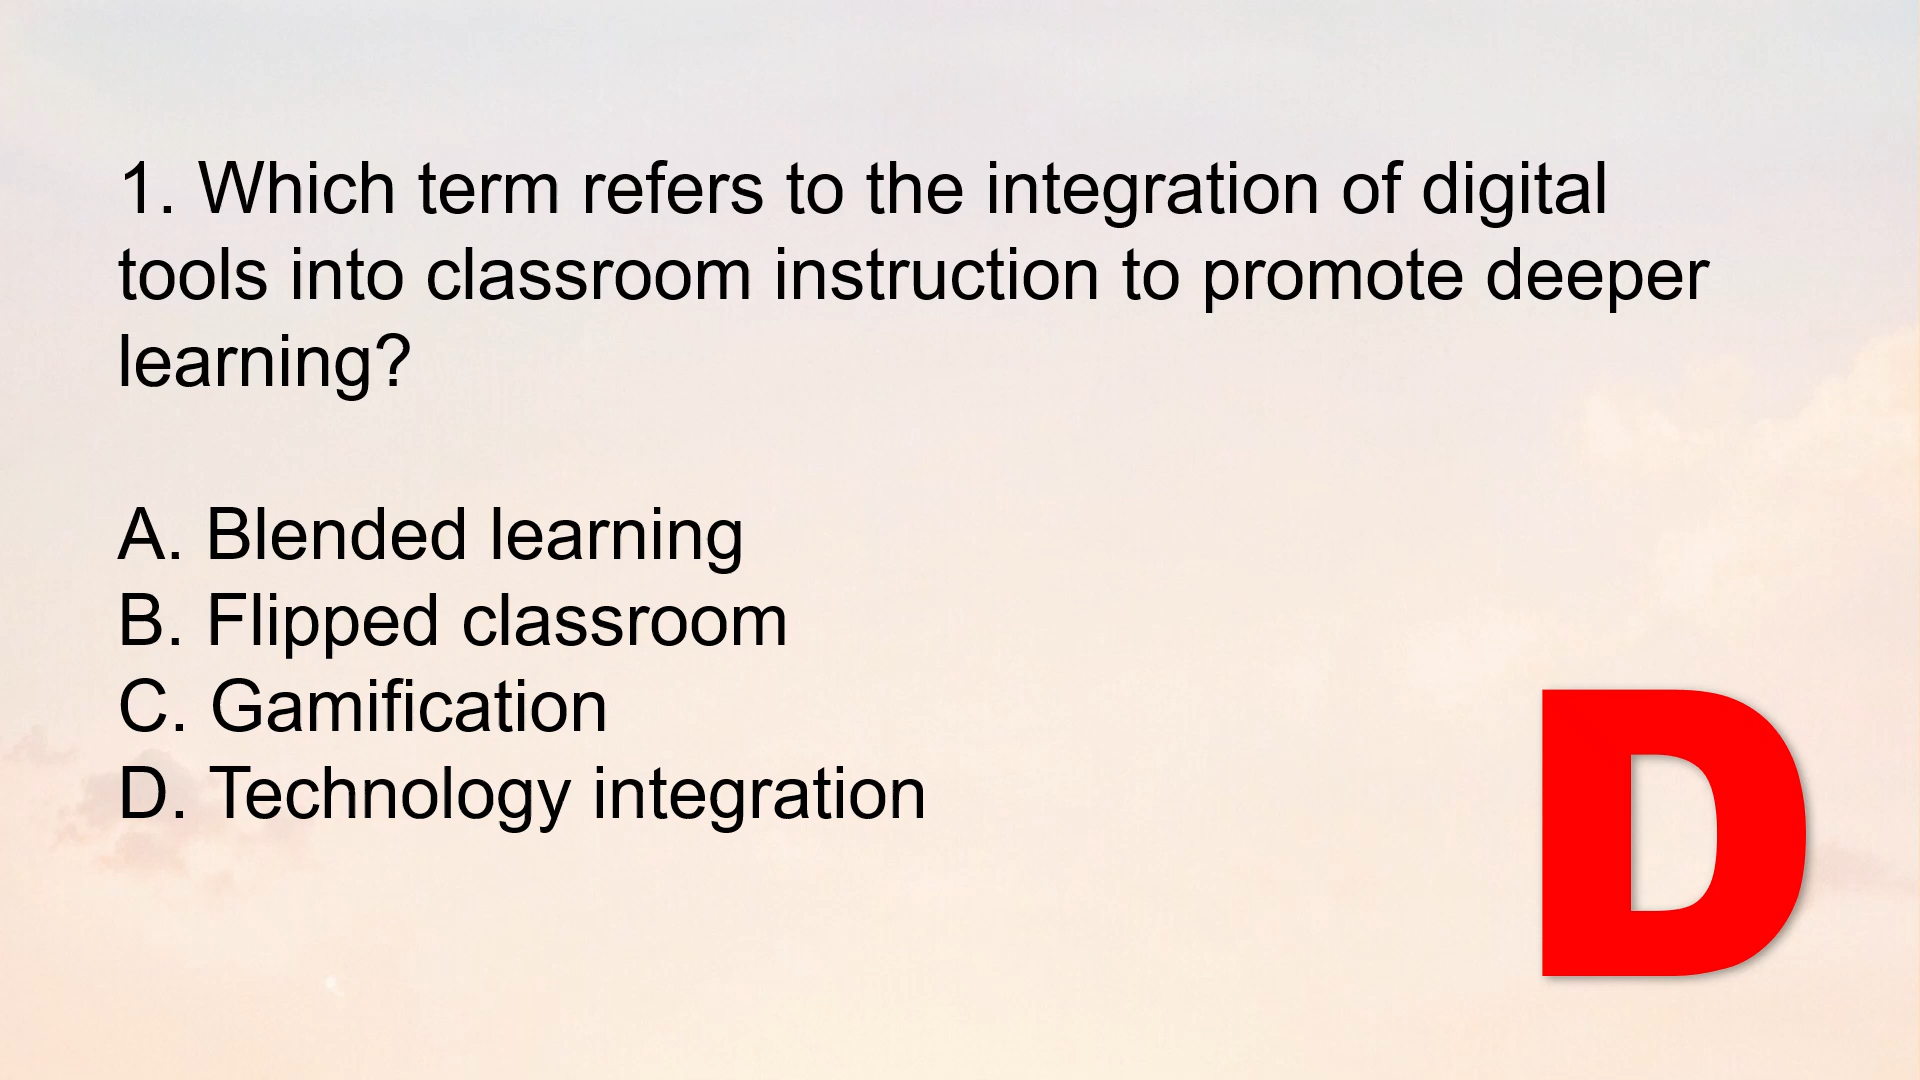 1. Which term refers to the integration of digital
tools into classroom instruction to promote deeper
learning?
A. Blended learning
B. Flipped classroom
C. Gamification
D. Technology integration
D